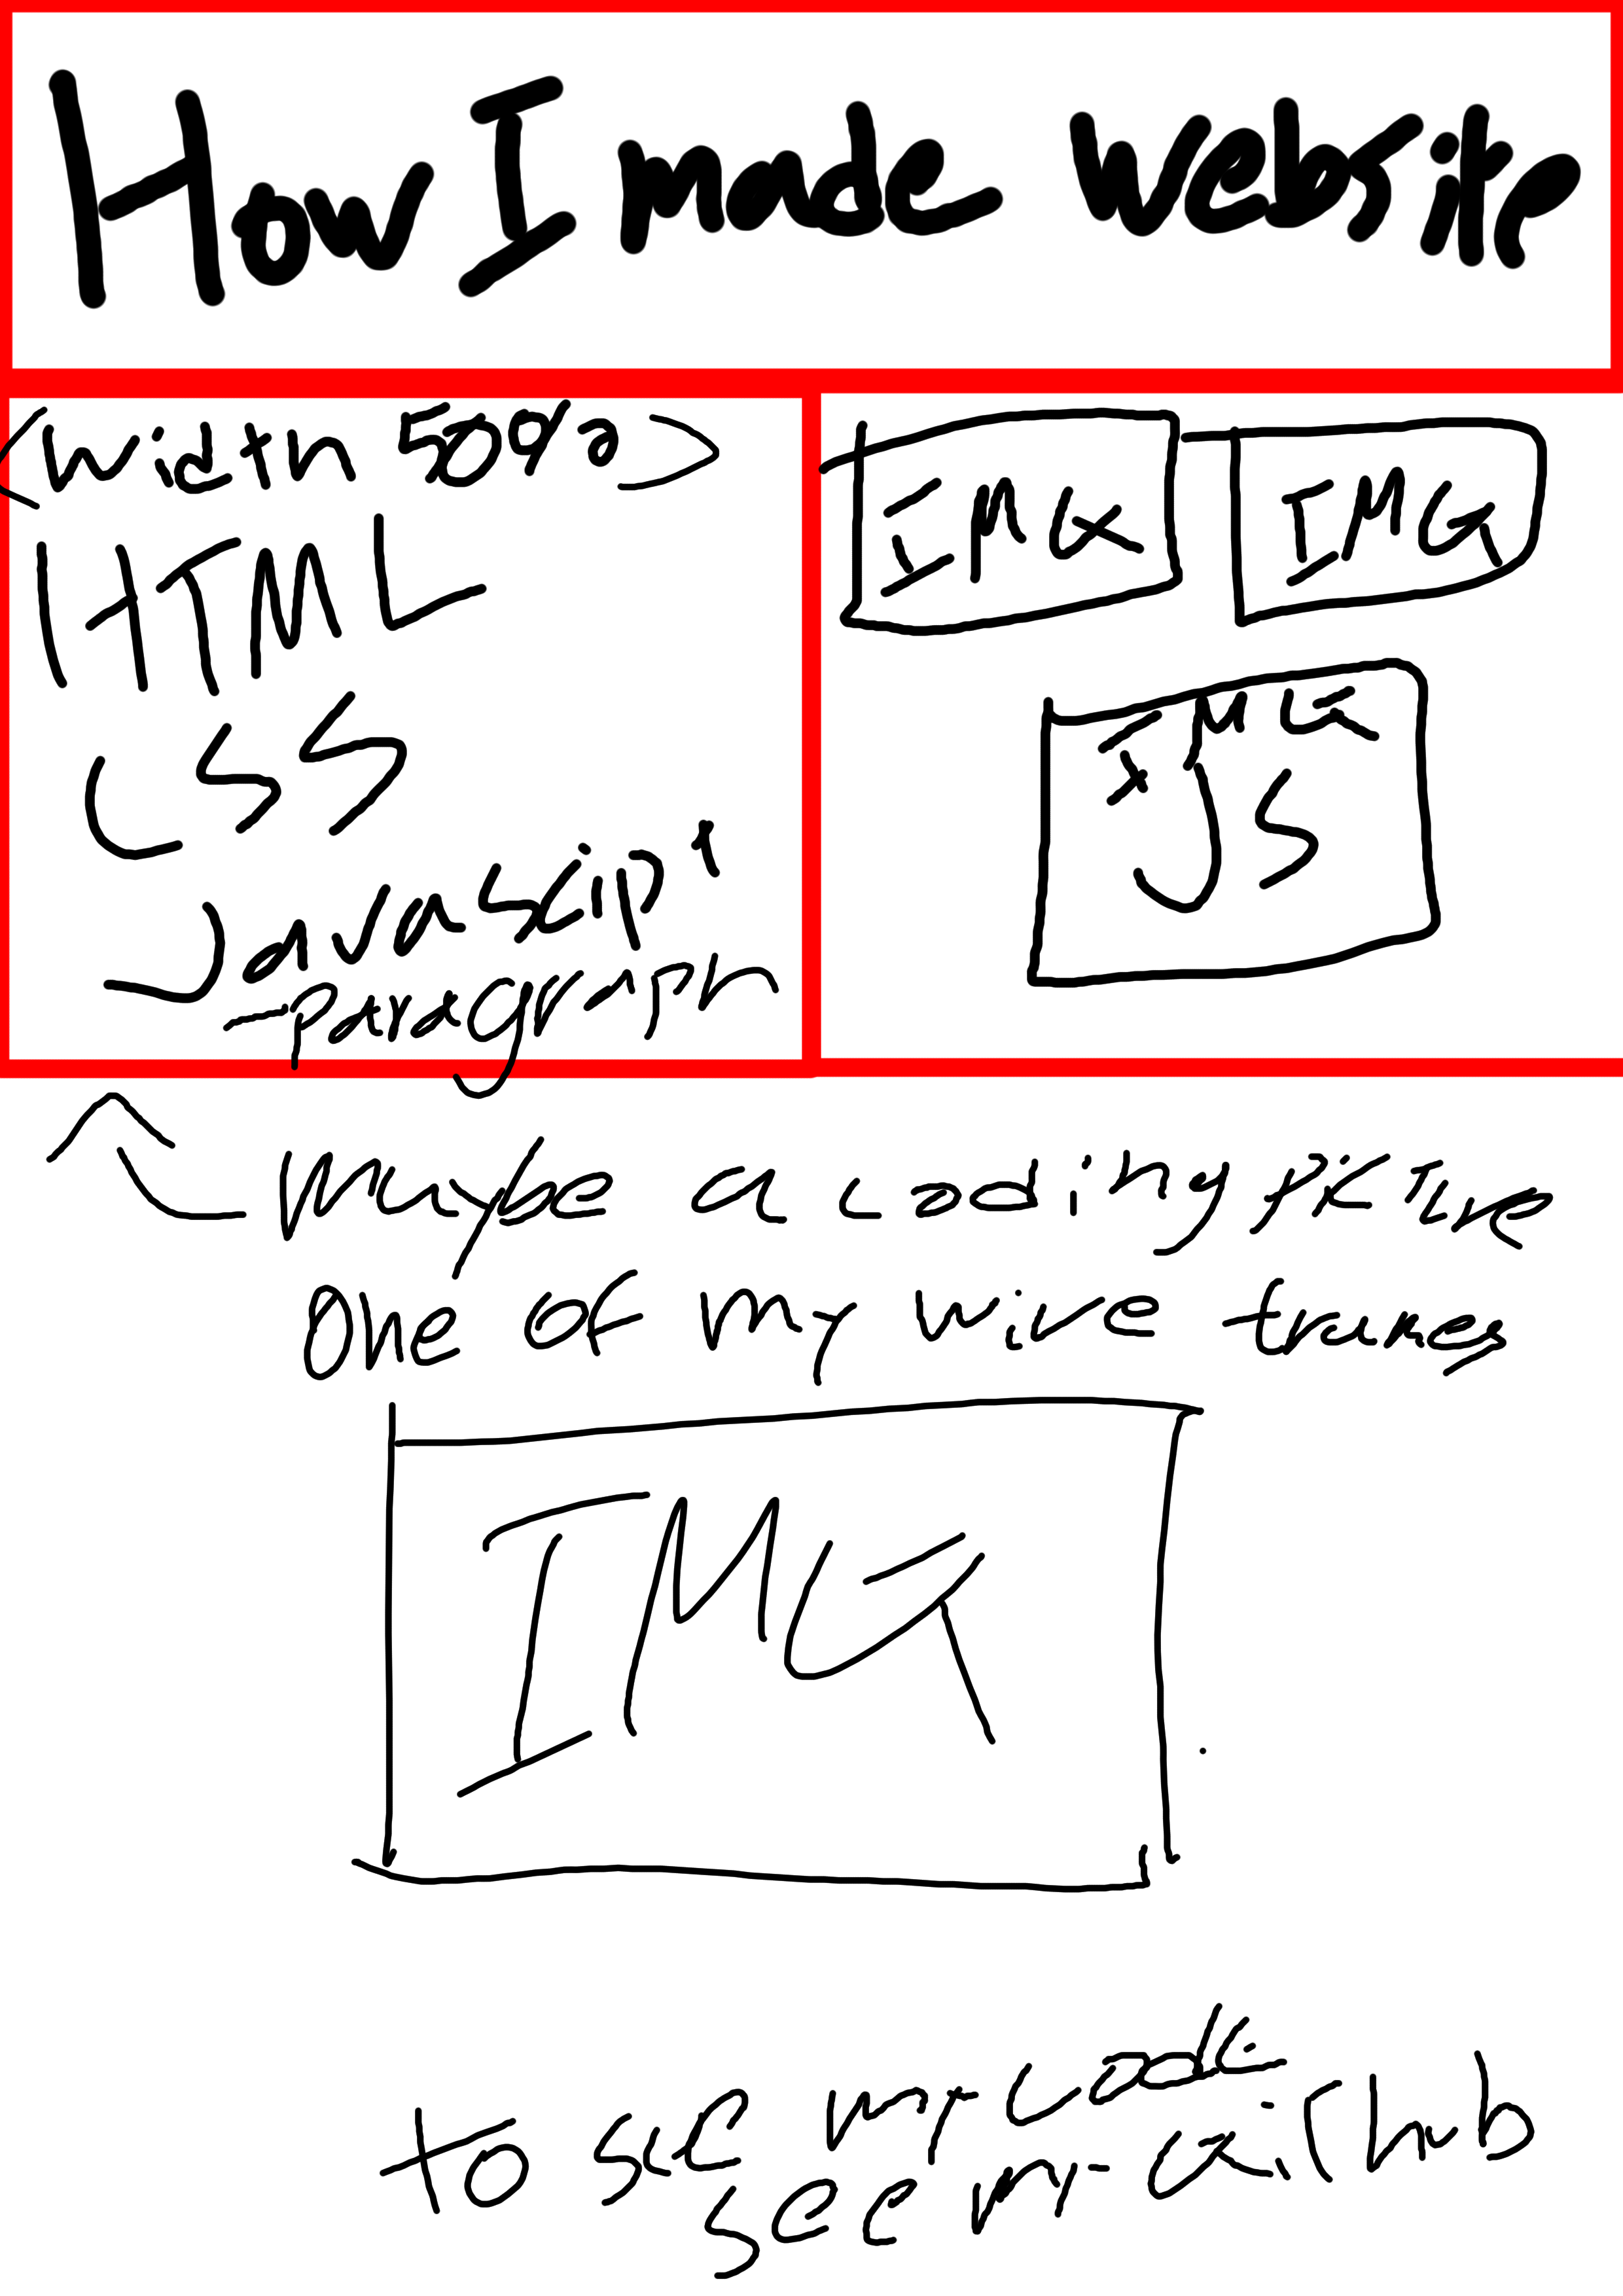 How I made website
(width 50%)
IMG IMG
HTML
CSS
IMG
JS
Javascipt
-paragraph
Maybe a coding
one of my wire frames
IMG
to see my code
see my GitHub